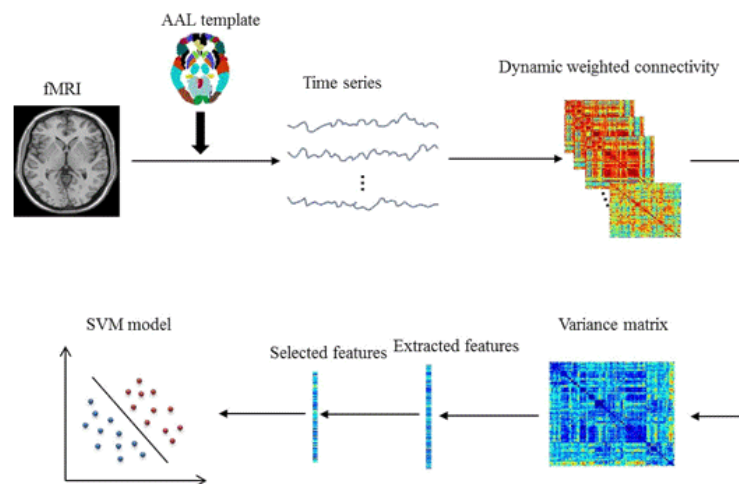 AAL template
fMRI
Time series
Dynamic weighted connectivity
SVM model
Selected features
Extracted features
Variance matrix